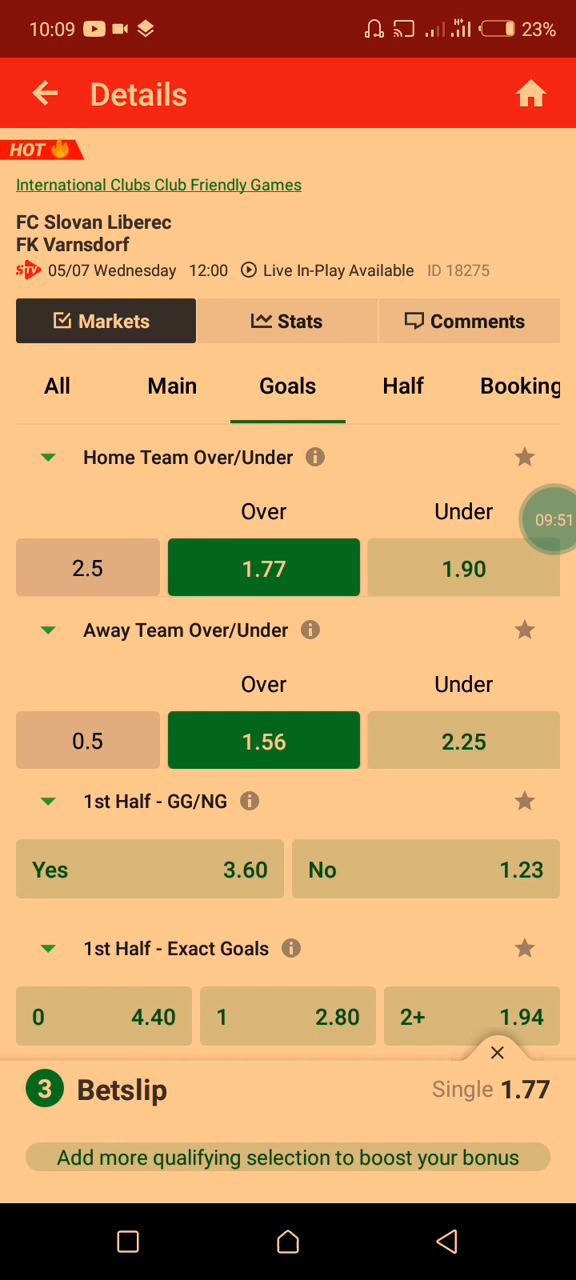 10:09 H+ 23%
Details
HOT
International Clubs Club Friendly Games
FC Slovan Liberec
FK Varnsdorf
STV 05/07 Wednesday 12:00 Live In-Play Available ID 18275
Markets Stats Comments
All Main Goals Half Booking
Home Team Over/Under
Over Under
09:51
2.5 1.77 1.90
Away Team Over/Under
Over Under
0.5 1.56 2.25
1st Half - GG/NG
Yes 3.60 No 1.23
1st Half - Exact Goals
0 4.40 1 2.80 2+ 1.94
3 Betslip Single 1.77
Add more qualifying selection to boost your bonus